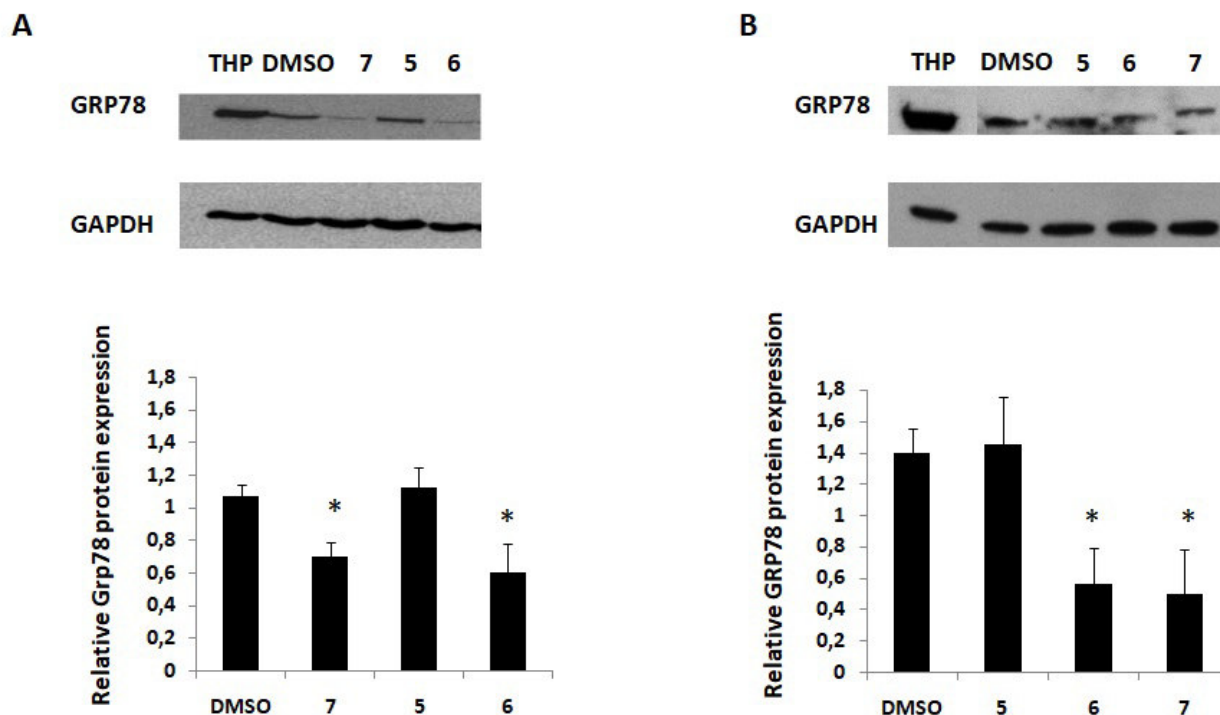 A
THP DMSO 7 5 6
GRP78
GAPDH
Relative Grp78 protein expression
1,8
1,6
1,4
1,2
1
0,8
0,6
0,4
0,2
0
*
*
DMSO 7 5 6
B
THP DMSO 5 6 7
GRP78
GAPDH
Relative GRP78 protein expression
1,8
1,6
1,4
1,2
1
0,8
0,6
0,4
0,2
0
*
*
DMSO 5 6 7